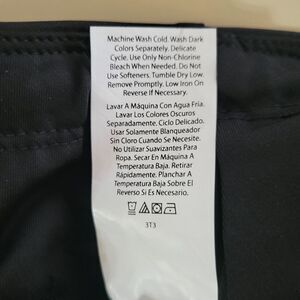 Machine Wash Cold. Wash Dark
Colors Separately. Delicate
Cycle. Use Only Non-Chlorine
Bleach When Needed. Do Not
Use Softeners. Tumble Dry Low.
Remove Promptly. Low Iron On
Reverse If Necessary.
Lavar A Máquina Con Agua Fria.
Lavar Los Colores Oscuros
Separadamente. Ciclo Delicado.
Usar Solamente Blanqueador
Sin Cloro Cuando Se Necesite.
No Utilizar Suavizantes Para
Ropa. Secar En Máquina A
Temperatura Baja. Retirar
Rápidamente. Planchar A
Temperatura Baja Sobre El
Reverso Si Es Necesario.
3T3